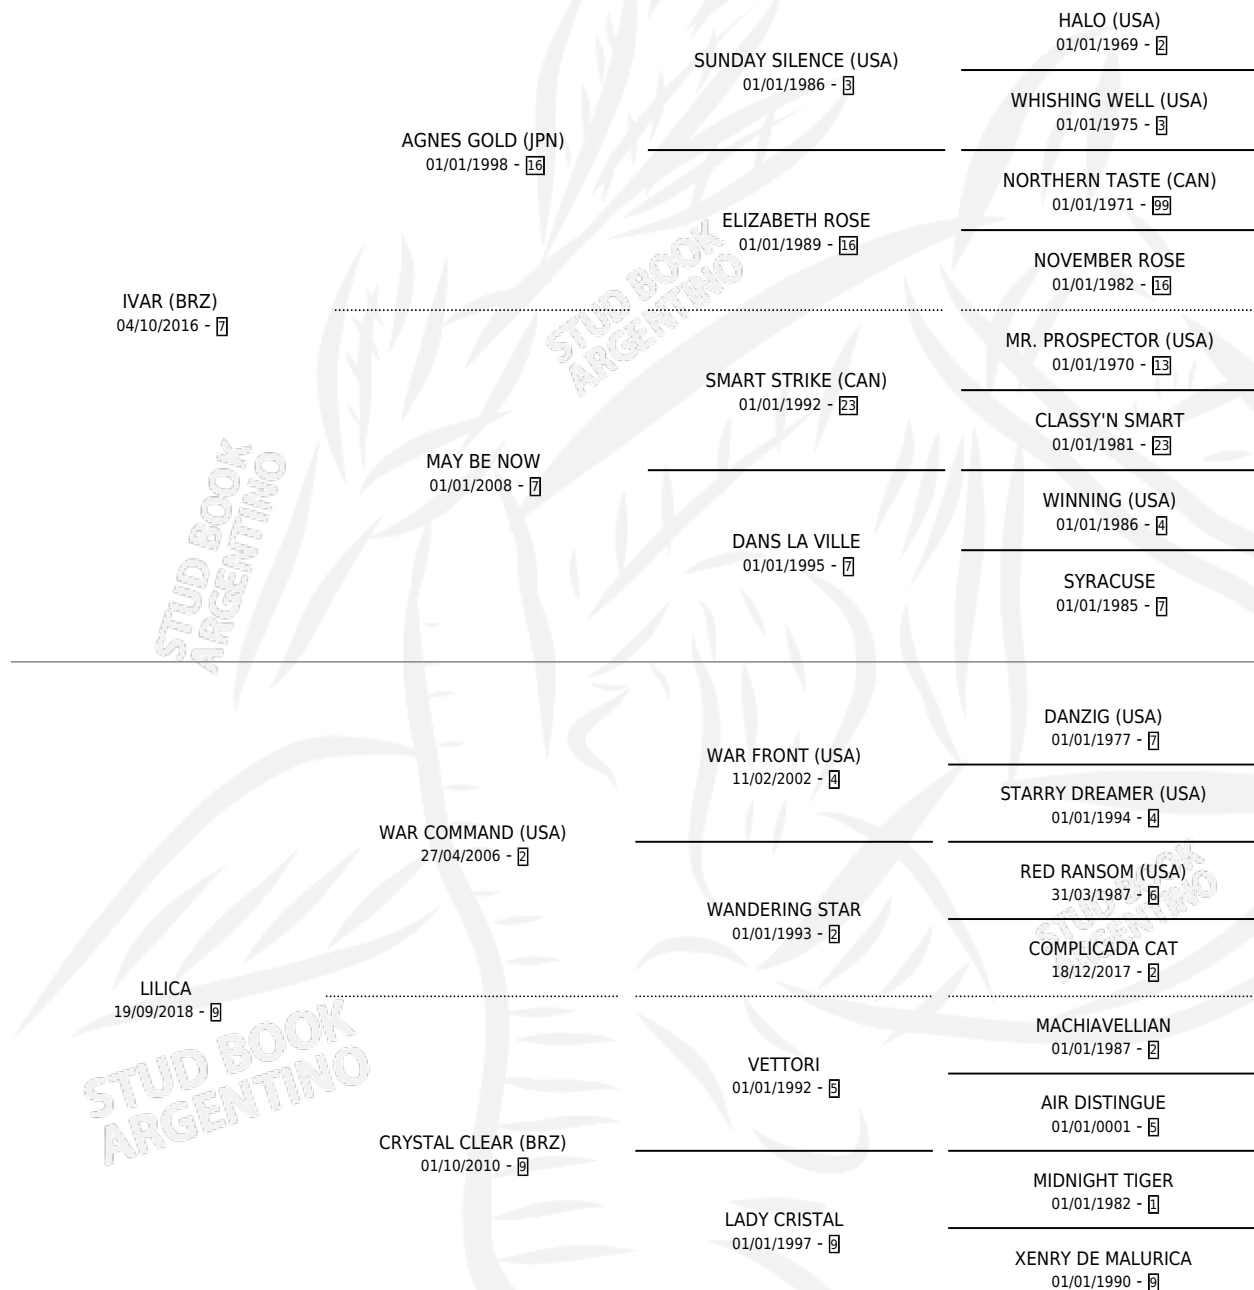 HALO (USA)
01/01/1969 - 2
SUNDAY SILENCE (USA)
01/01/1986 - 3
WHISHING WELL (USA)
01/01/1975 - 3
AGNES GOLD (JPN)
01/01/1998 - 16
NORTHERN TASTE (CAN)
01/01/1971 - 99
ELIZABETH ROSE
01/01/1989 - 16
NOVEMBER ROSE
01/01/1982 - 16
IVAR (BRZ)
04/10/2016 - 7
MR. PROSPECTOR (USA)
01/01/1970 - 13
SMART STRIKE (CAN)
01/01/1992 - 23
CLASSY'N SMART
01/01/1981 - 23
MAY BE NOW
01/01/2008 - 7
WINNING (USA)
01/01/1986 - 4
DANS LA VILLE
01/01/1995 - 7
SYRACUSE
01/01/1985 - 7
DANZIG (USA)
01/01/1977 - 7
WAR FRONT (USA)
11/02/2002 - 4
STARRY DREAMER (USA)
01/01/1994 - 4
WAR COMMAND (USA)
27/04/2006 - 2
RED RANSOM (USA)
31/03/1987 - 6
WANDERING STAR
01/01/1993 - 2
COMPLICADA CAT
18/12/2017 - 2
LILICA
19/09/2018 - 9
MACHIAVELLIAN
01/01/1987 - 2
VETTORI
01/01/1992 - 5
AIR DISTINGUE
01/01/0001 - 5
CRYSTAL CLEAR (BRZ)
01/10/2010 - 9
MIDNIGHT TIGER
01/01/1982 - 1
LADY CRISTAL
01/01/1997 - 9
XENRY DE MALURICA
01/01/1990 - 9
STUD BOOK
ARGENTINO
STUD BOOK
ARGENTINO
STUD BOOK
ARGENTINO
STUD BOOK
ARGENTINO